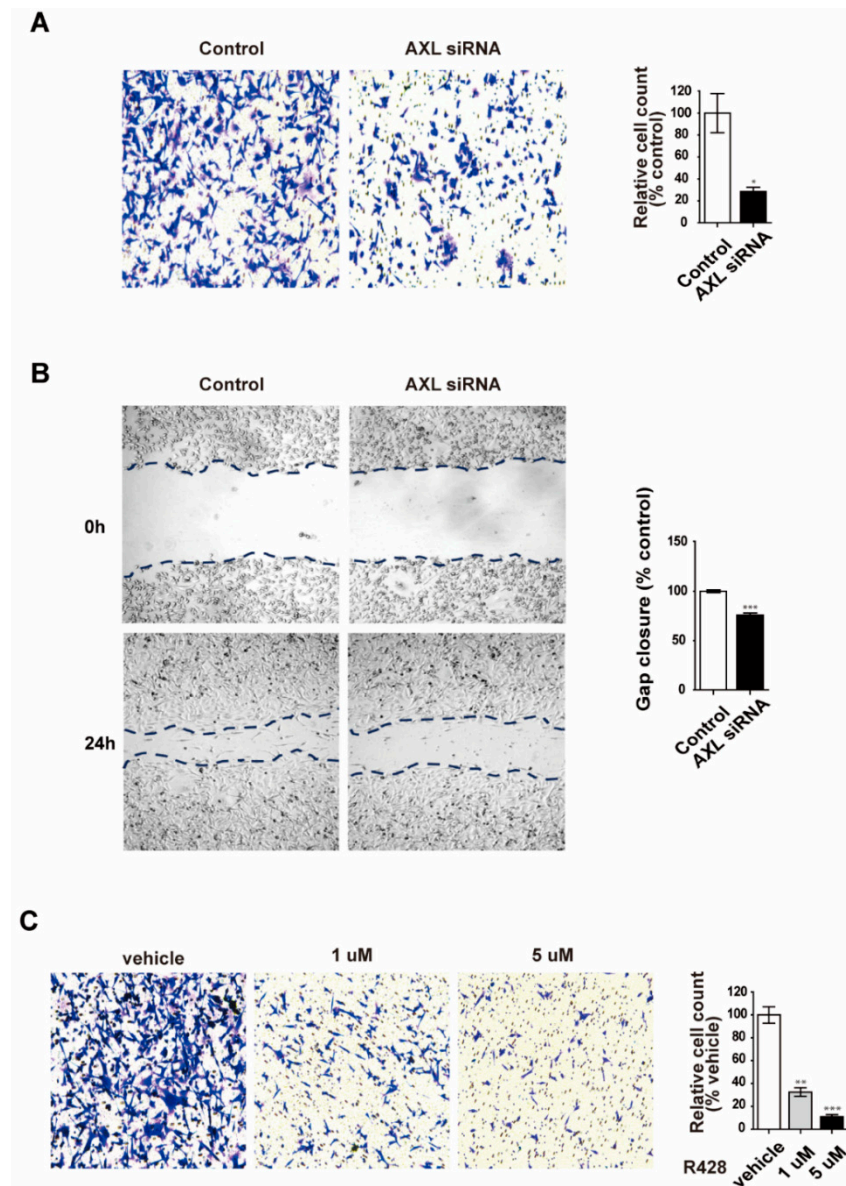 A
Control
AXL siRNA
Relative cell count
(% control)
120
100
80
60
40
20
0
*
Control
AXL siRNA
B
Control
AXL siRNA
0h
24h
Gap closure (% control)
150
100
50
0
***
Control
AXL siRNA
C
vehicle
1 uM
5 uM
Relative cell count
(% vehicle)
120
100
80
60
40
20
0
**
***
R428
vehicle
1 uM
5 uM